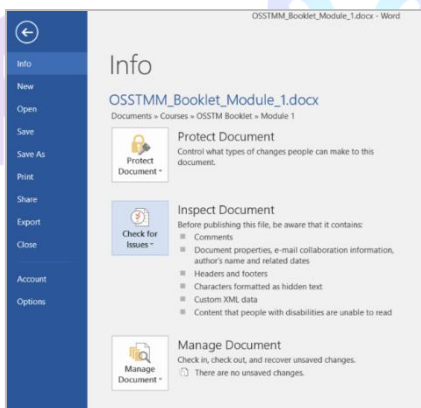 OSSTMM_Booklet_Module_1.docx - Word
Info
New
Open
Save
Save As
Print
Share
Export
Close
Account
Options
Info
OSSTMM_Booklet_Module_1.docx
Documents » Courses » OSSTM Booklet » Module 1
Protect
Document
Protect Document
Control what types of changes people can make to this
document.
Check for
Issues
Inspect Document
Before publishing this file, be aware that it contains:
Comments
Document properties, e-mail collaboration information,
author's name and related dates
Headers and footers
Characters formatted as hidden text
Custom XML data
Content that people with disabilities are unable to read
Manage
Document
Manage Document
Check in, check out, and recover unsaved changes.
There are no unsaved changes.